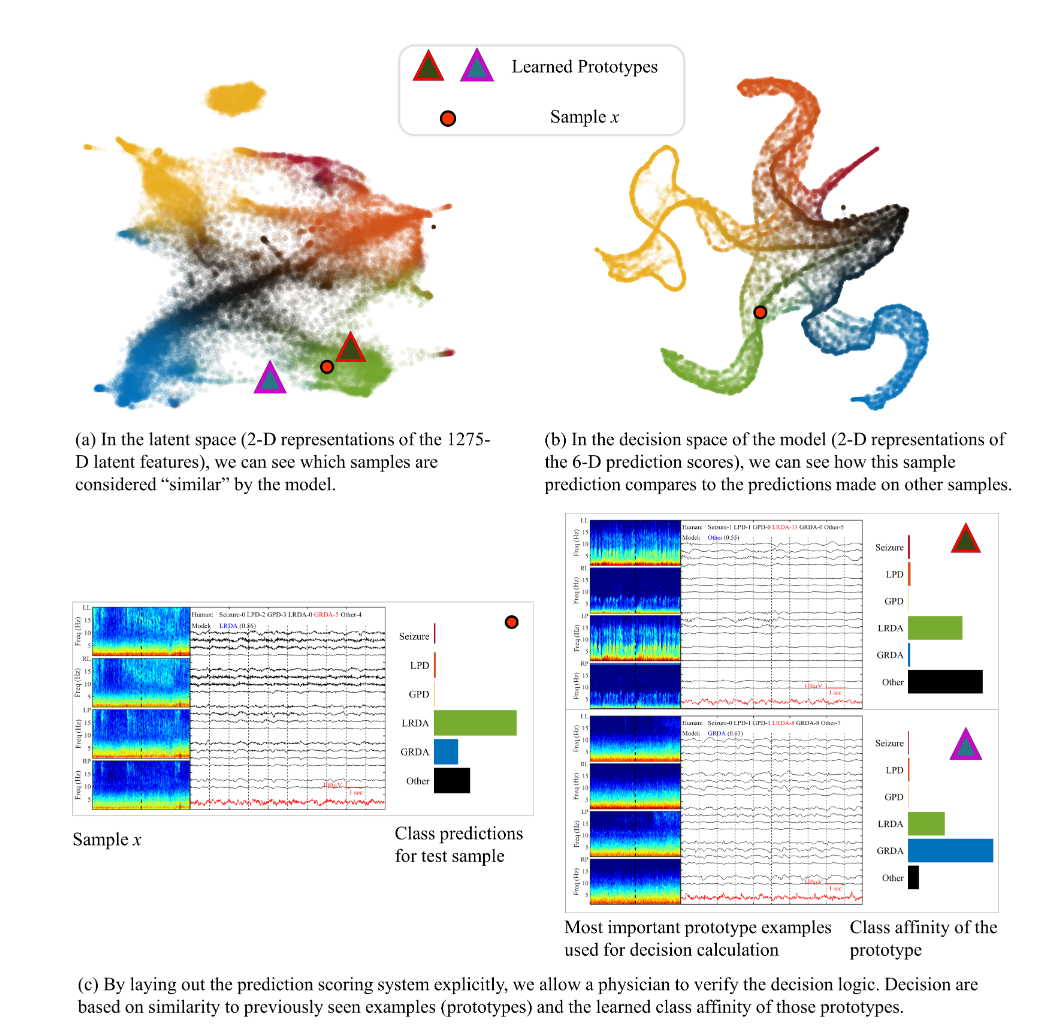 Learned Prototypes
Sample x
(a) In the latent space (2-D representations of the 1275-
D latent features), we can see which samples are
considered “similar” by the model.
(b) In the decision space of the model (2-D representations of
the 6-D prediction scores), we can see how this sample
prediction compares to the predictions made on other samples.
LL
Freq (Hz)
15
10
5
RL
Freq (Hz)
15
10
5
LP
Freq (Hz)
15
10
5
RP
Freq (Hz)
15
10
5
Human: Seizure-0 LPD-2 GPD-3 LRDA-0 GRDA-5 Other-4
Model: LRDA (0.56)
1 sec
Seizure
LPD
GPD
LRDA
GRDA
Other
Sample x
Class predictions
for test sample
LL
Freq (Hz)
15
10
5
RL
Freq (Hz)
15
10
5
LP
Freq (Hz)
15
10
5
RP
Freq (Hz)
15
10
5
Human: Seizure-1 LPD-1 GPD-0 LRDA-13 GRDA-0 Other-5
Model: Other (0.55)
1 sec
Seizure
LPD
GPD
LRDA
GRDA
Other
LL
Freq (Hz)
15
10
5
RL
Freq (Hz)
15
10
5
LP
Freq (Hz)
15
10
5
RP
Freq (Hz)
15
10
5
Human: Seizure-0 LPD-1 GPD-1 LRDA-8 GRDA-8 Other-7
Model: GRDA (0.63)
1 sec
Seizure
LPD
GPD
LRDA
GRDA
Other
Most important prototype examples
used for decision calculation
Class affinity of the
prototype
(c) By laying out the prediction scoring system explicitly, we allow a physician to verify the decision logic. Decision are
based on similarity to previously seen examples (prototypes) and the learned class affinity of those prototypes.